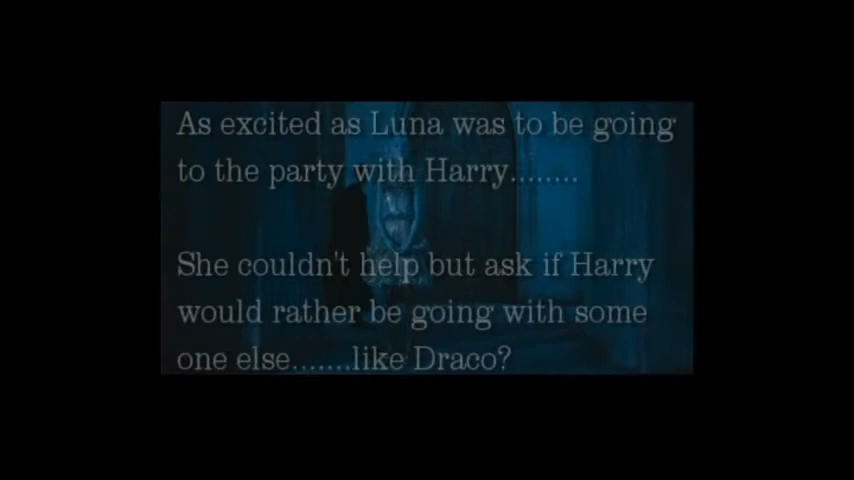 As excited as Luna was to be going
to the party with Harry........
She couldn't help but ask if Harry
would rather be going with some
one else.......like Draco?